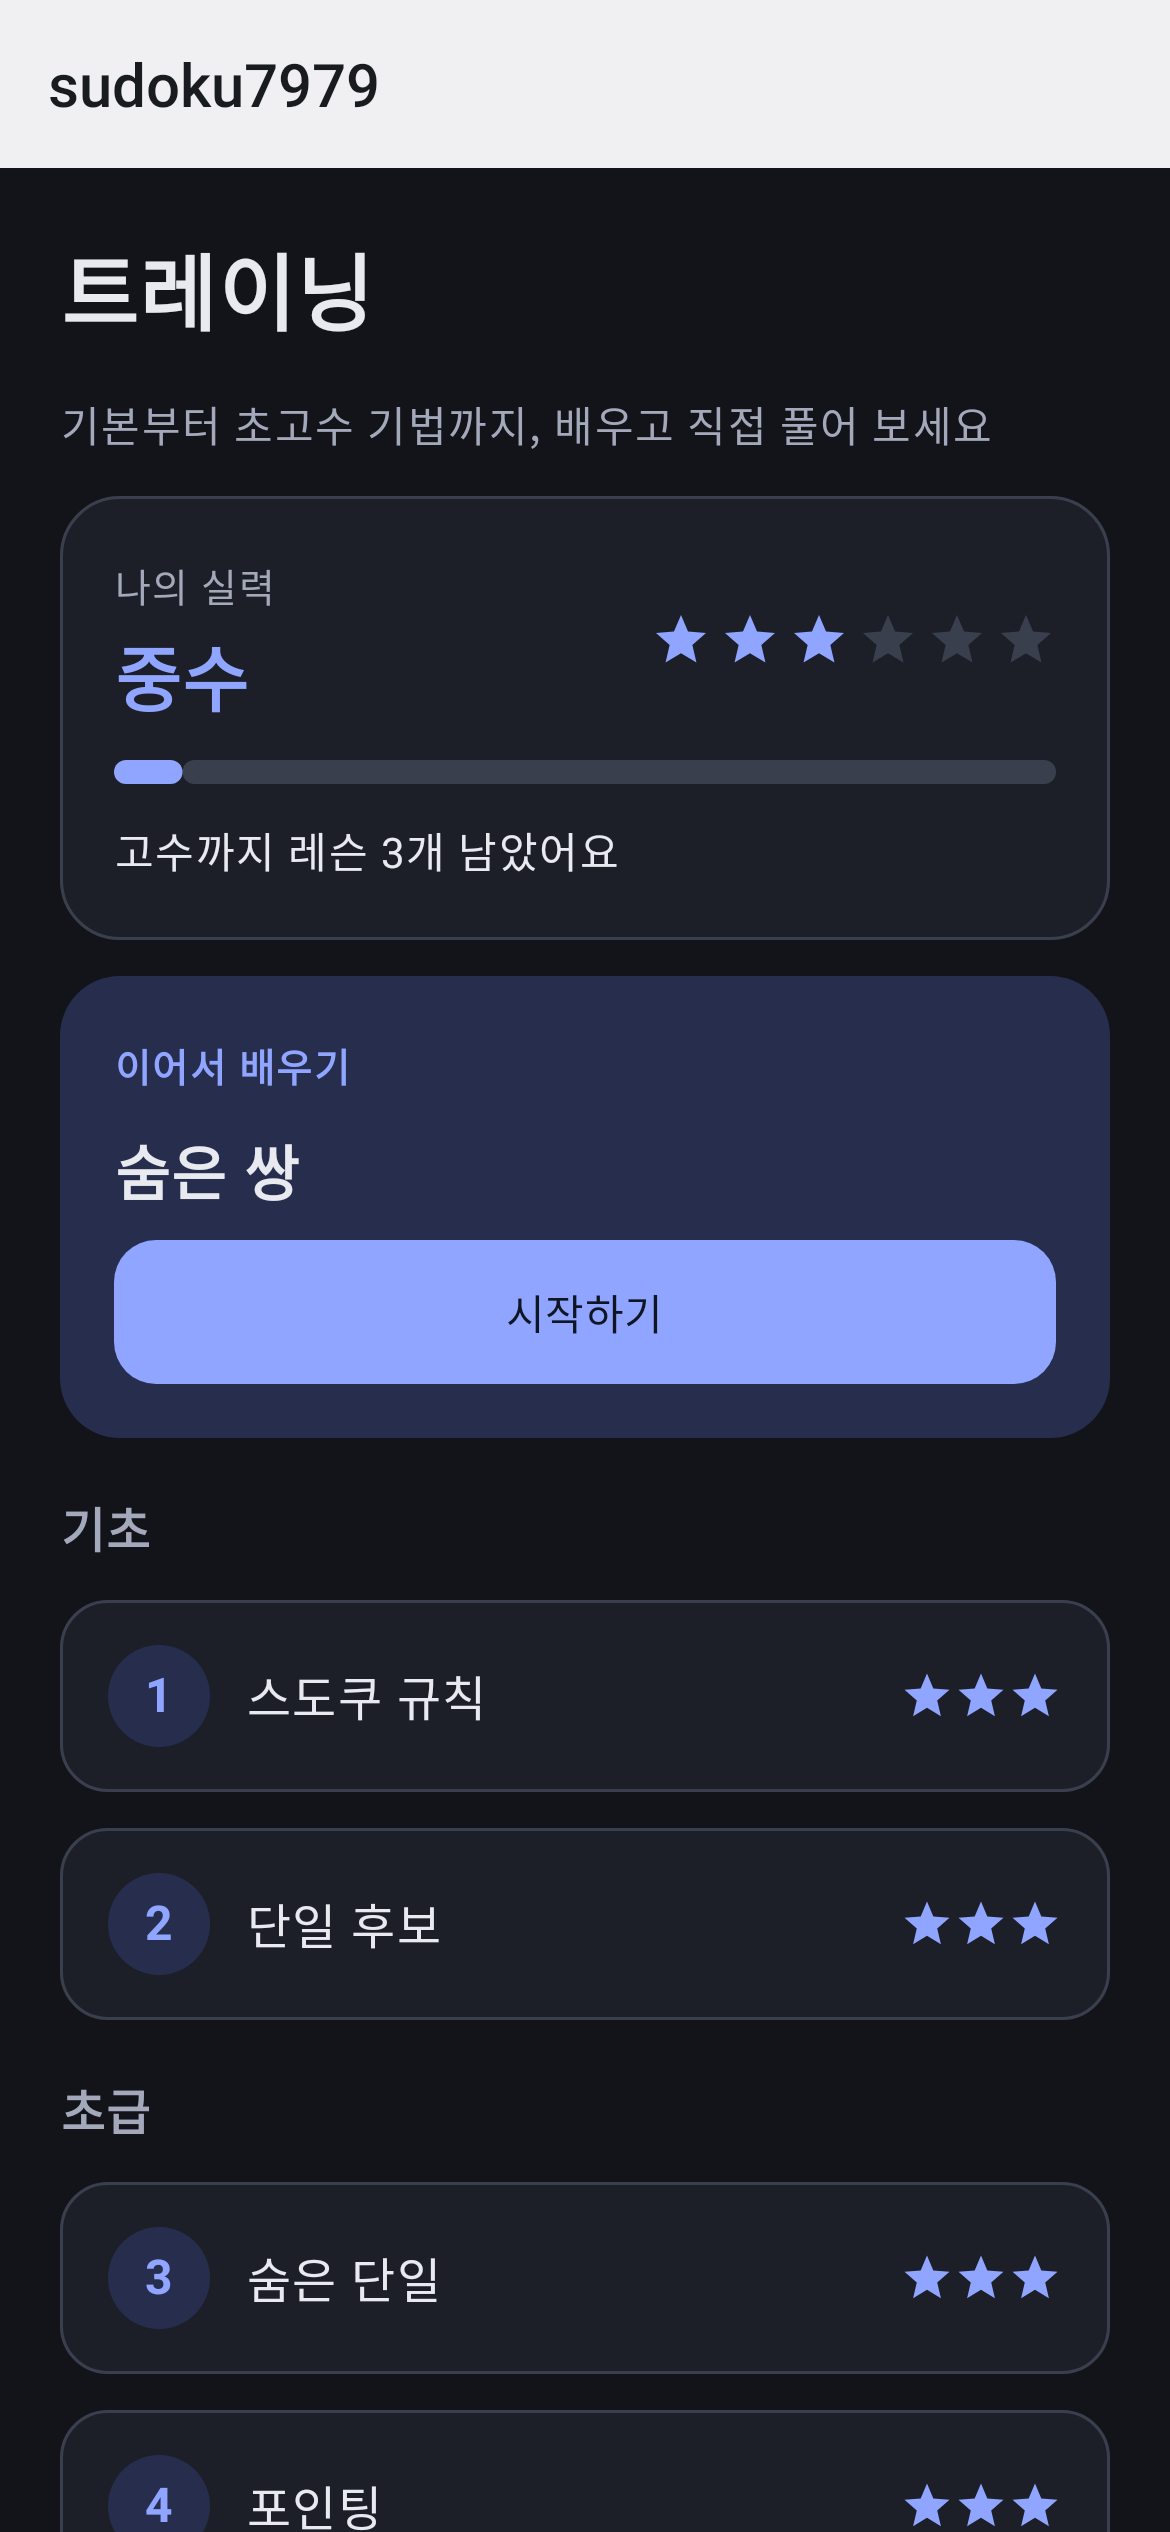 sudoku7979
트레이닝
기본부터 초고수 기법까지, 배우고 직접 풀어 보세요
나의 실력
중수
고수까지 레슨 3개 남았어요
이어서 배우기
숨은 쌍
시작하기
기초
1 스도쿠 규칙
2 단일 후보
초급
3 숨은 단일
4 포인팅